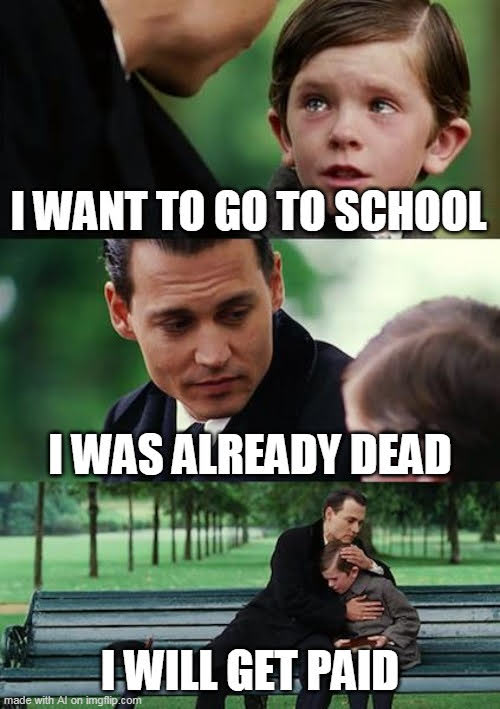 I WANT TO GO TO SCHOOL
I WAS ALREADY DEAD
I WILL GET PAID
made with AI on imgflip.com